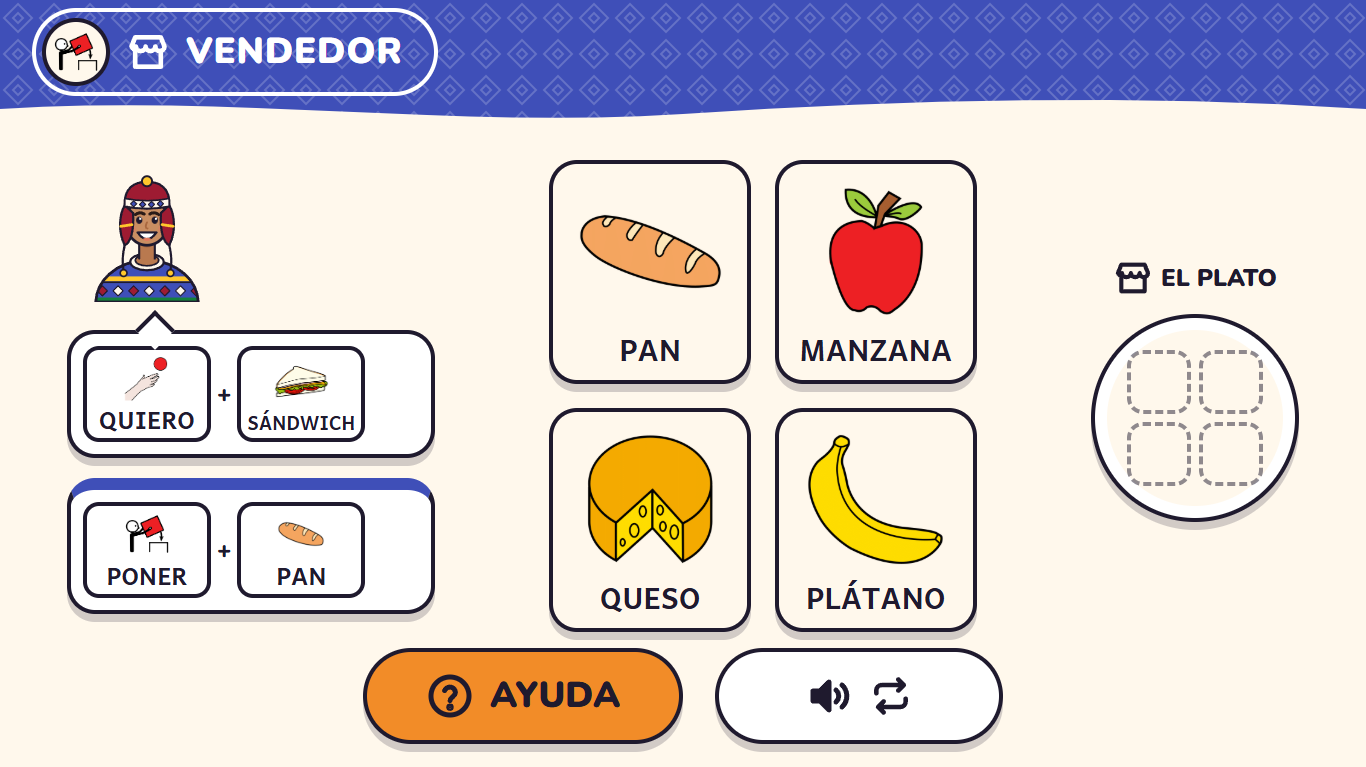 VENDEDOR
QUIERO + SÁNDWICH
PONER + PAN
PAN
MANZANA
QUESO
PLÁTANO
EL PLATO
AYUDA